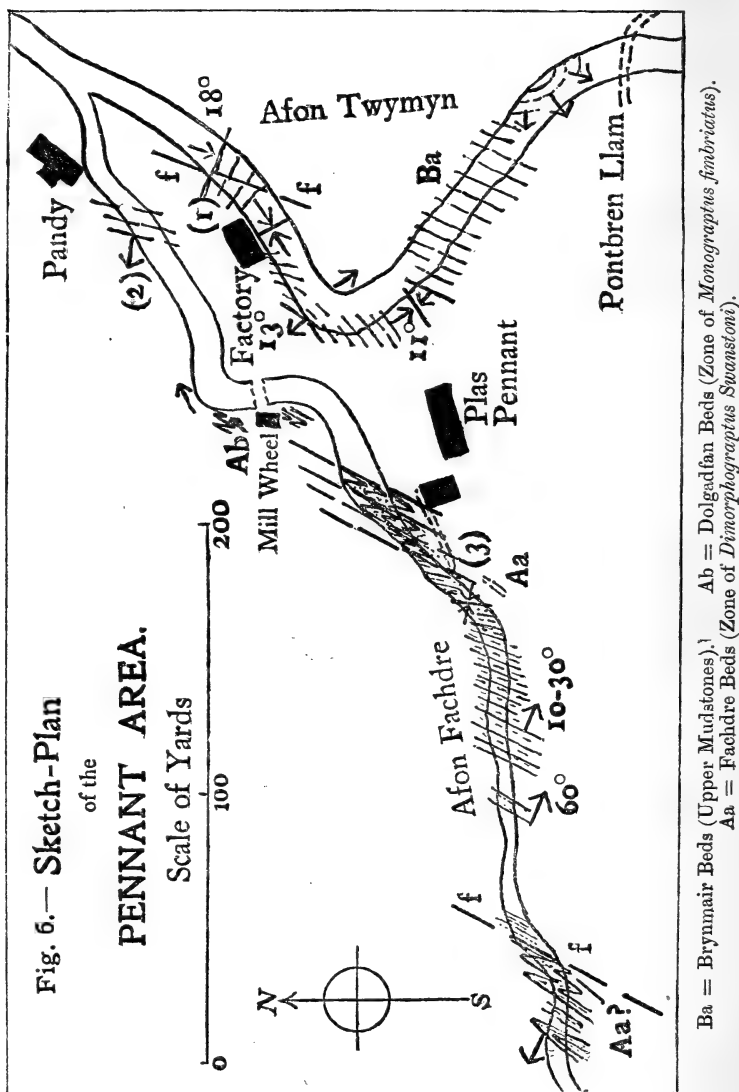 Fig. 6.— Sketch-Plan
of the
PENNANT AREA.
Scale of Yards
0
100
200
N
S
Pandy
(2)
f
18°
(1)
f
Afon Twymyn
Factory
13°
Ba
11°
Pontbren Llam
Ab
Mill Wheel
Plas
Pennant
(3)
Aa
Afon Fachdre
10-30°
60°
f
f
Aa?
Ba = Brynmair Beds (Upper Mudstones).¹ Ab = Dolgadfan Beds (Zone of Monograptus fimbriatus).
Aa = Fachdre Beds (Zone of Dimorphograptus Swanstoni).